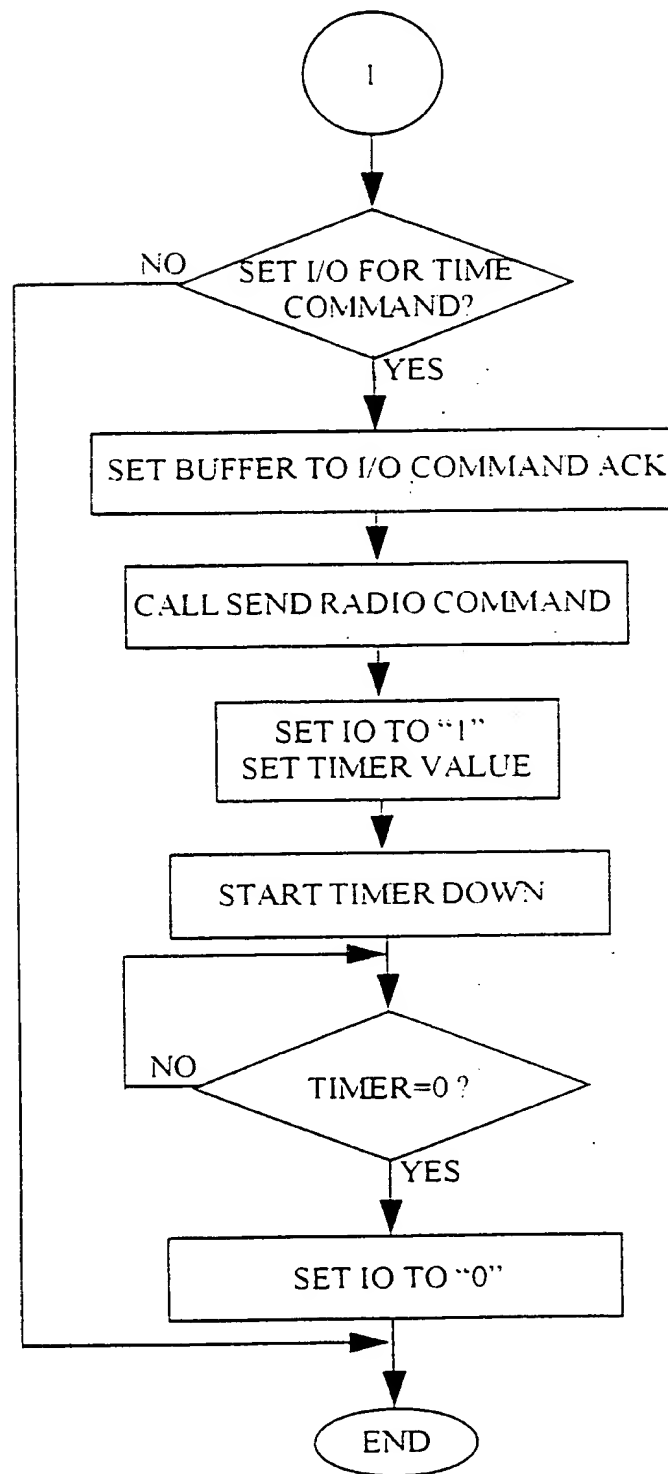 I
SET I/O FOR TIME
COMMAND?
NO
YES
SET BUFFER TO I/O COMMAND ACK
CALL SEND RADIO COMMAND
SET IO TO “1”
SET TIMER VALUE
START TIMER DOWN
NO
TIMER=0 ?
YES
SET IO TO “0”
END